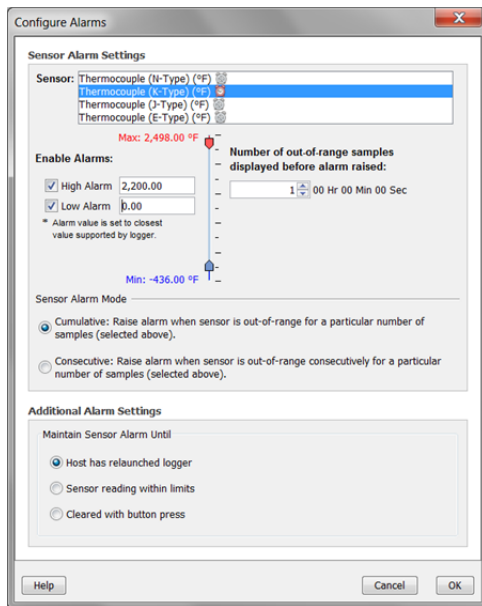 Configure Alarms
Sensor Alarm Settings
Sensor: Thermocouple (N-Type) (°F)
Thermocouple (K-Type) (°F)
Thermocouple (J-Type) (°F)
Thermocouple (E-Type) (°F)
Max: 2,498.00 °F
Number of out-of-range samples
displayed before alarm raised:
1 00 Hr 00 Min 00 Sec
Enable Alarms:
High Alarm 2,200.00
Low Alarm 0.00
* Alarm value is set to closest
value supported by logger.
Min: -436.00 °F
Sensor Alarm Mode
Cumulative: Raise alarm when sensor is out-of-range for a particular number of
samples (selected above).
Consecutive: Raise alarm when sensor is out-of-range consecutively for a particular
number of samples (selected above).
Additional Alarm Settings
Maintain Sensor Alarm Until
Host has relaunched logger
Sensor reading within limits
Cleared with button press
Help Cancel OK